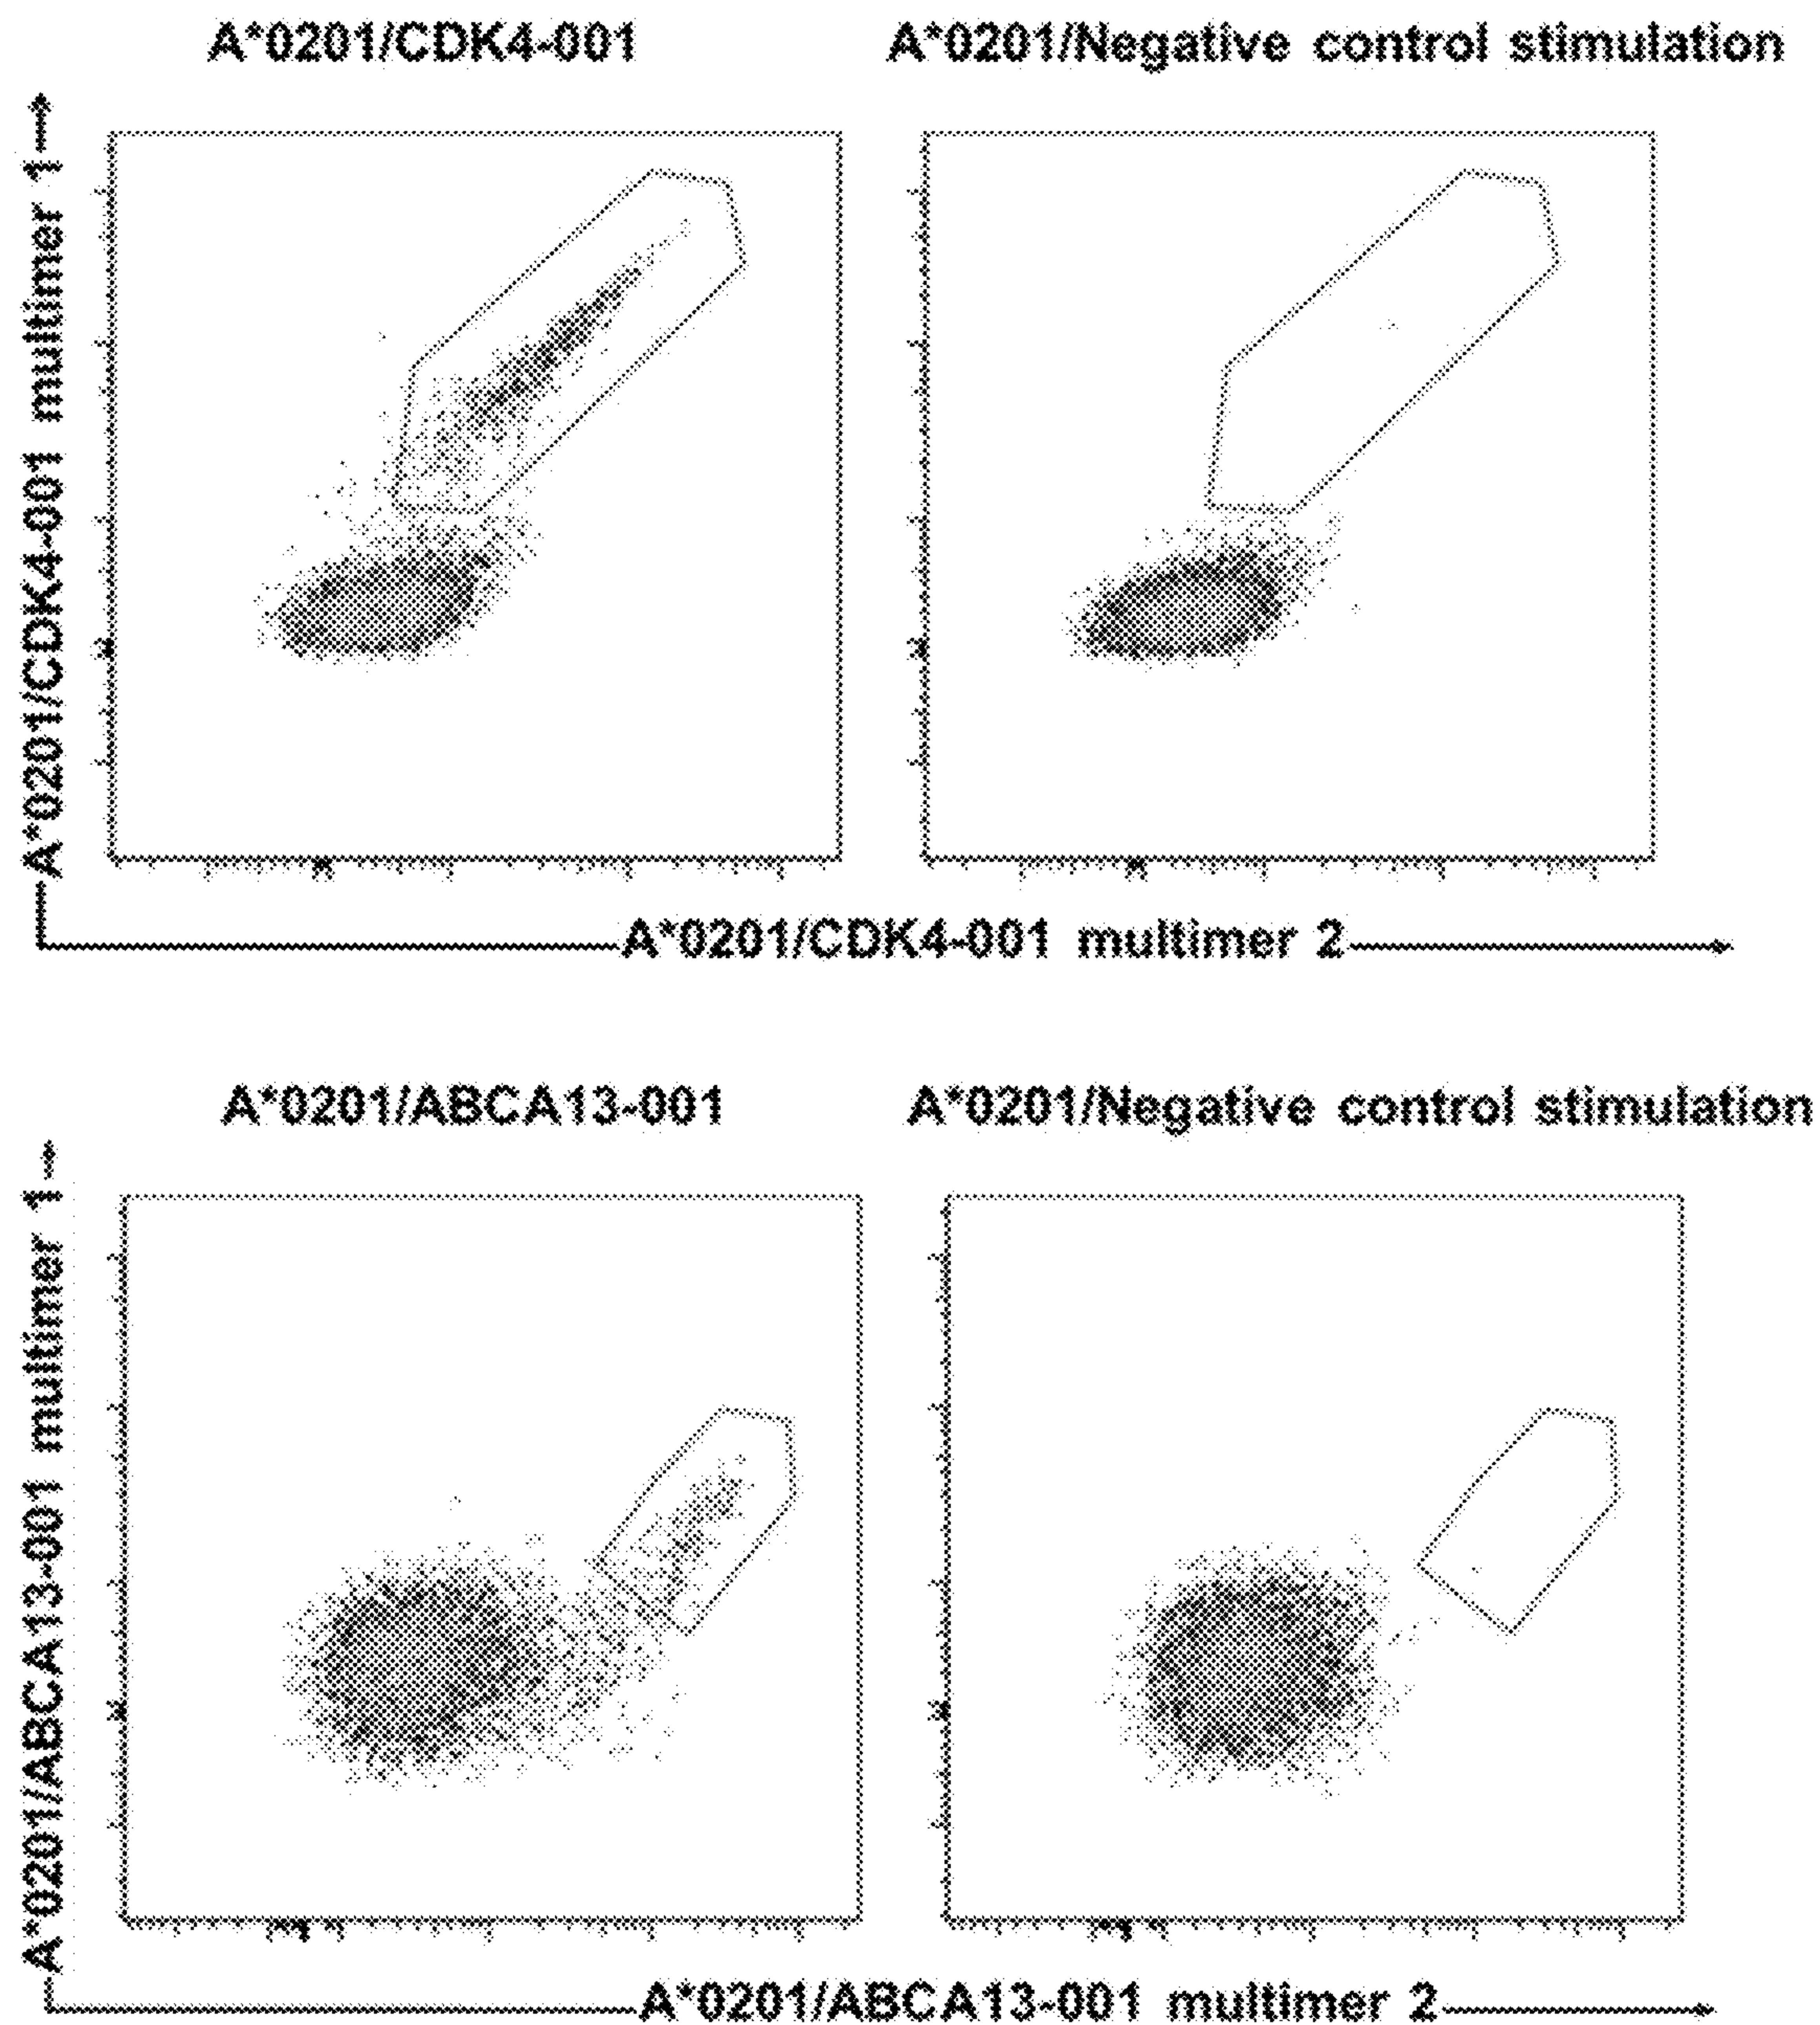 A*0201/CDK4-001
A*0201/Negative control stimulation
A*0201/CDK4-001 multimer 1
A*0201/CDK4-001 multimer 2
A*0201/ABCA13-001
A*0201/Negative control stimulation
A*0201/ABCA13-001 multimer 1
A*0201/ABCA13-001 multimer 2